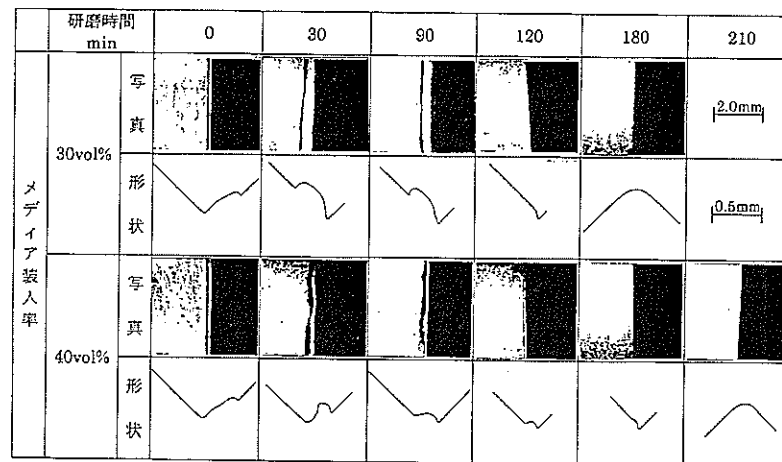 研磨時間
min
0
30
90
120
180
210
メディア装入率
30vol%
写真
2.0mm
形状
0.5mm
40vol%
写真
形状